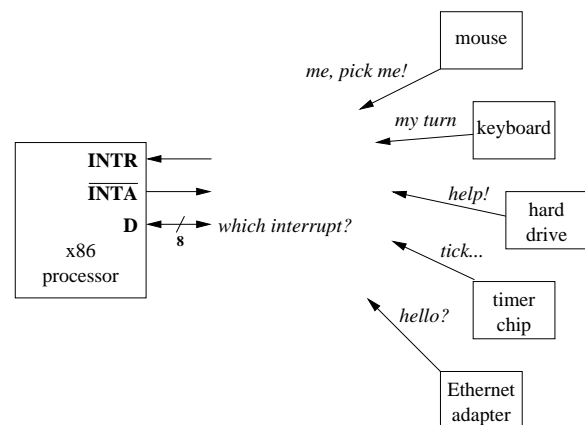 mouse
me, pick me!
my turn
keyboard
INTR
INTA
help!
D
which interrupt?
hard
drive
8
x86
processor
tick...
timer
chip
hello?
Ethernet
adapter